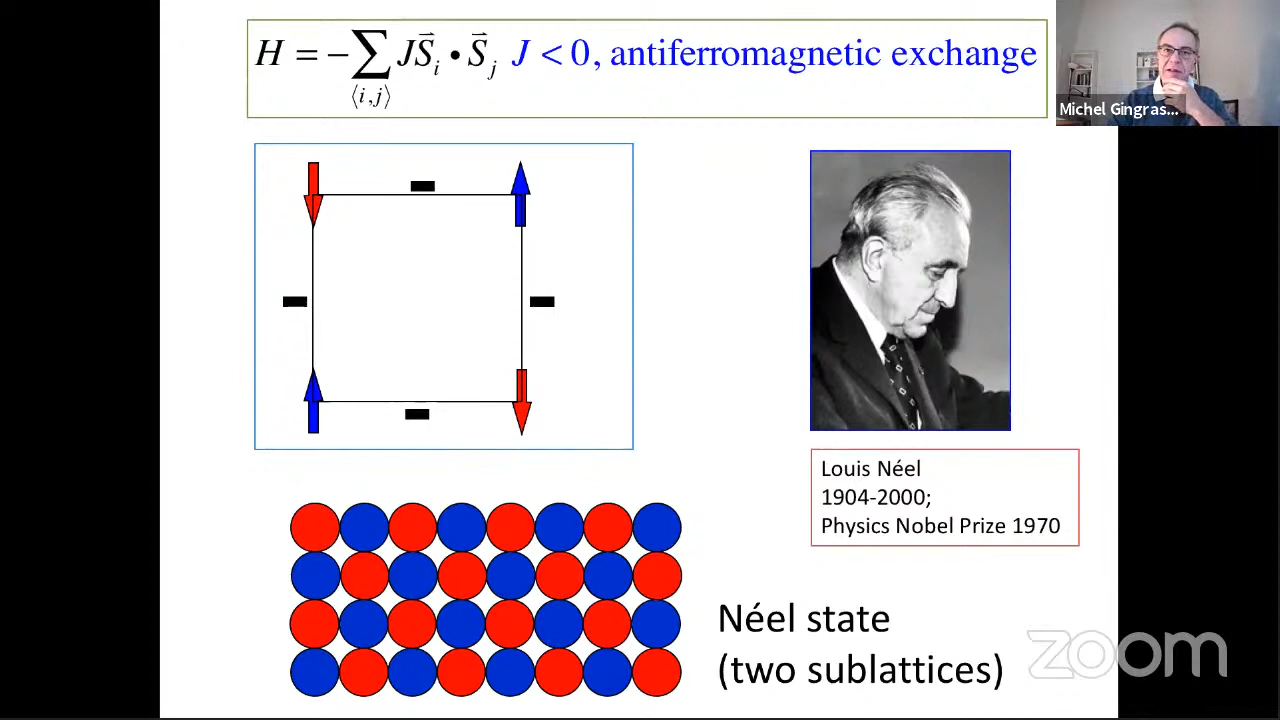 H = −∑⟨i,j⟩ JS⃗i • S⃗j J < 0, antiferromagnetic exchange
Michel Gingras...
Louis Néel
1904-2000;
Physics Nobel Prize 1970
Néel state
(two sublattices)
zoom